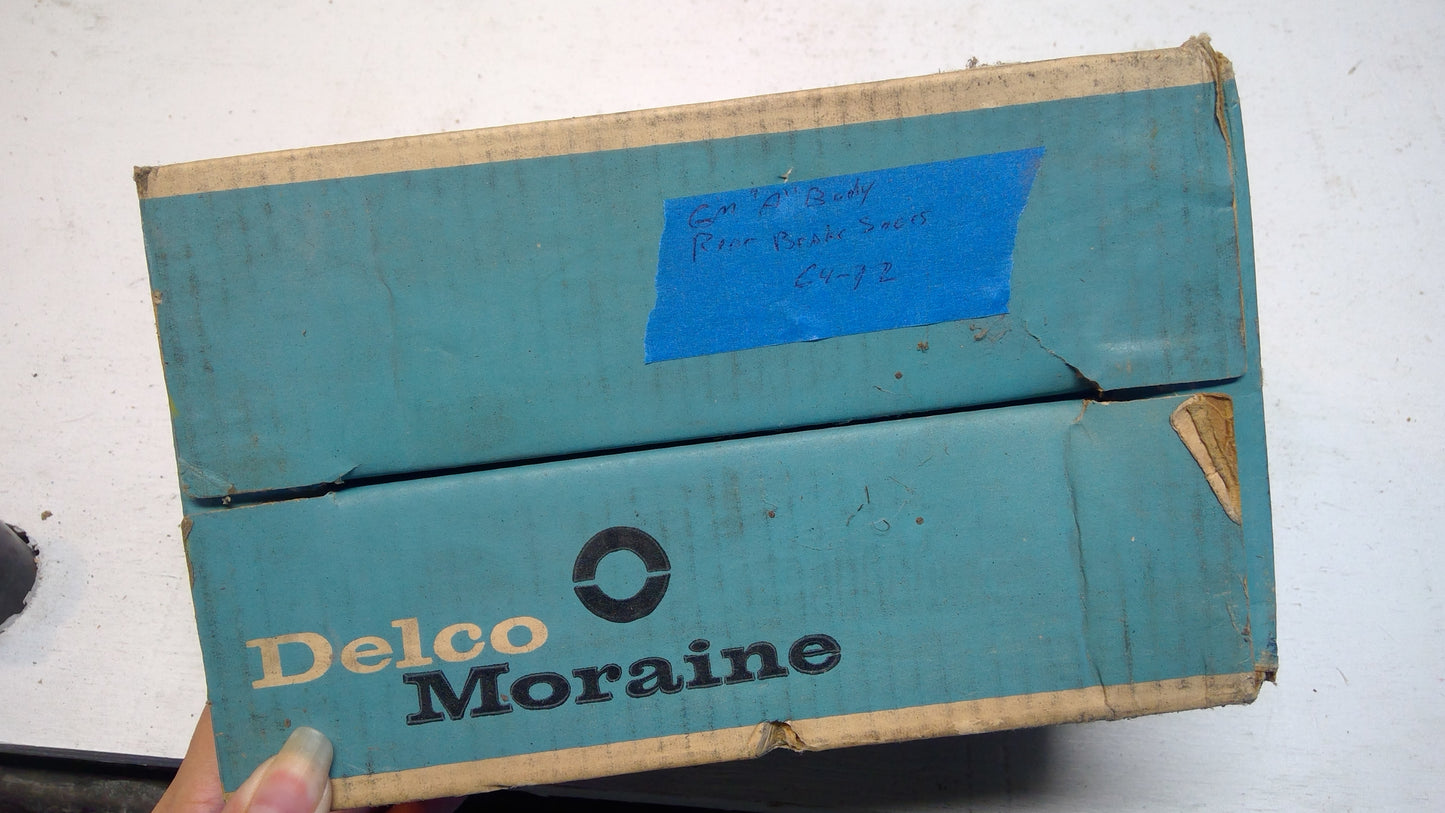 GM "A" Body
Rear Brake Shoes
64-72
Delco
Moraine